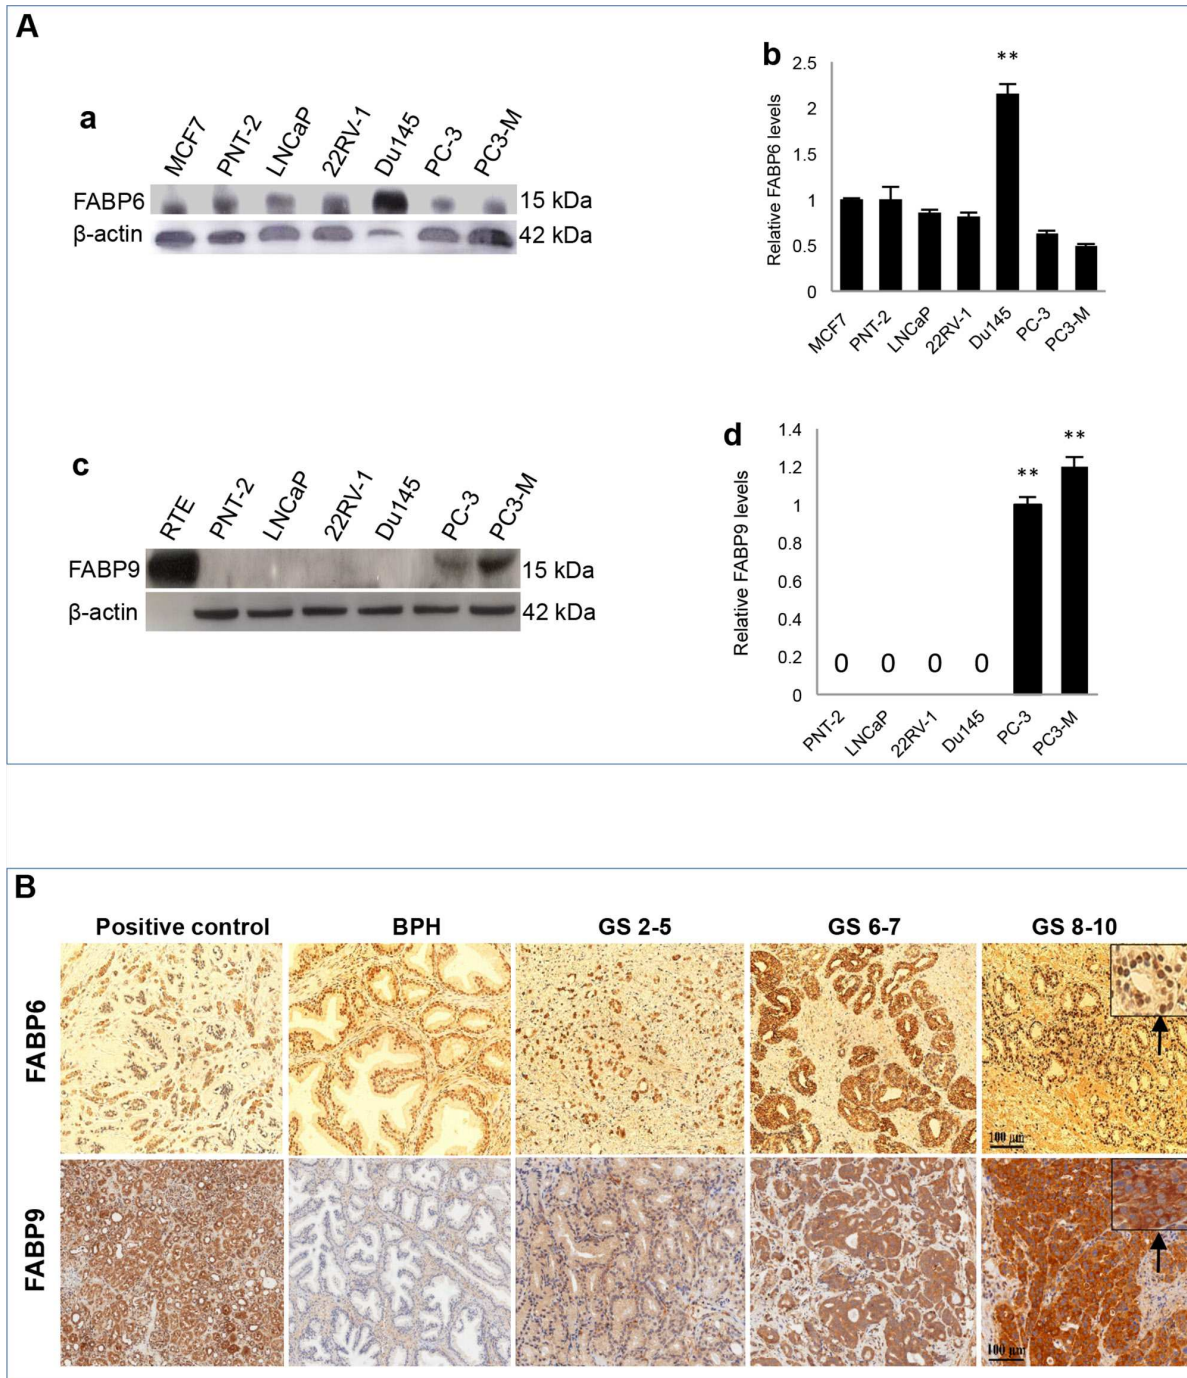 A
a
MCF7 PNT-2 LNCaP 22RV-1 Du145 PC-3 PC3-M
FABP6 15 kDa
β-actin 42 kDa
b
Relative FABP6 levels
2.5
2
1.5
1
0.5
0
**
MCF7 PNT-2 LNCaP 22RV-1 Du145 PC-3 PC3-M
c
RTE PNT-2 LNCaP 22RV-1 Du145 PC-3 PC3-M
FABP9 15 kDa
β-actin 42 kDa
d
Relative FABP9 levels
1.4
1.2
1
0.8
0.6
0.4
0.2
0
0 0 0 0 ** **
PNT-2 LNCaP 22RV-1 Du145 PC-3 PC3-M
B
Positive control BPH GS 2-5 GS 6-7 GS 8-10
FABP6
100 μm
FABP9
100 μm